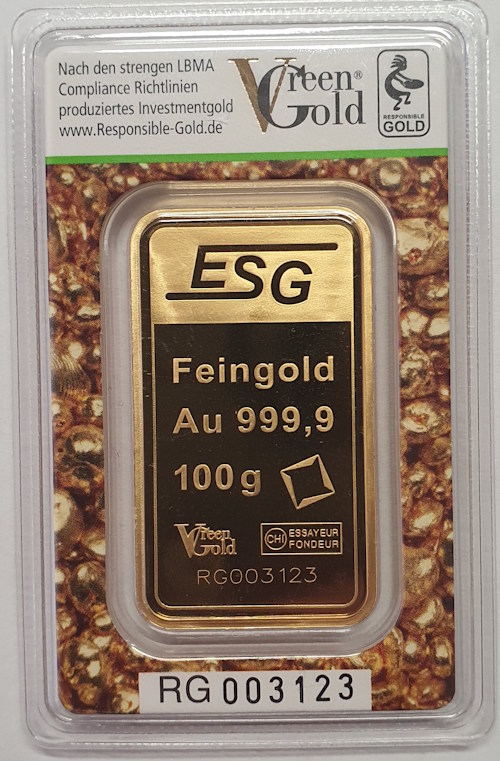 Nach den strengen LBMA
Compliance Richtlinien
produziertes Investmentgold
www.Responsible-Gold.de
Green®
Gold
RESPONSIBLE
GOLD
ESG
Feingold
Au 999,9
100 g
Green
Gold
CHI ESSAYEUR
FONDEUR
RG003123
RG 003123